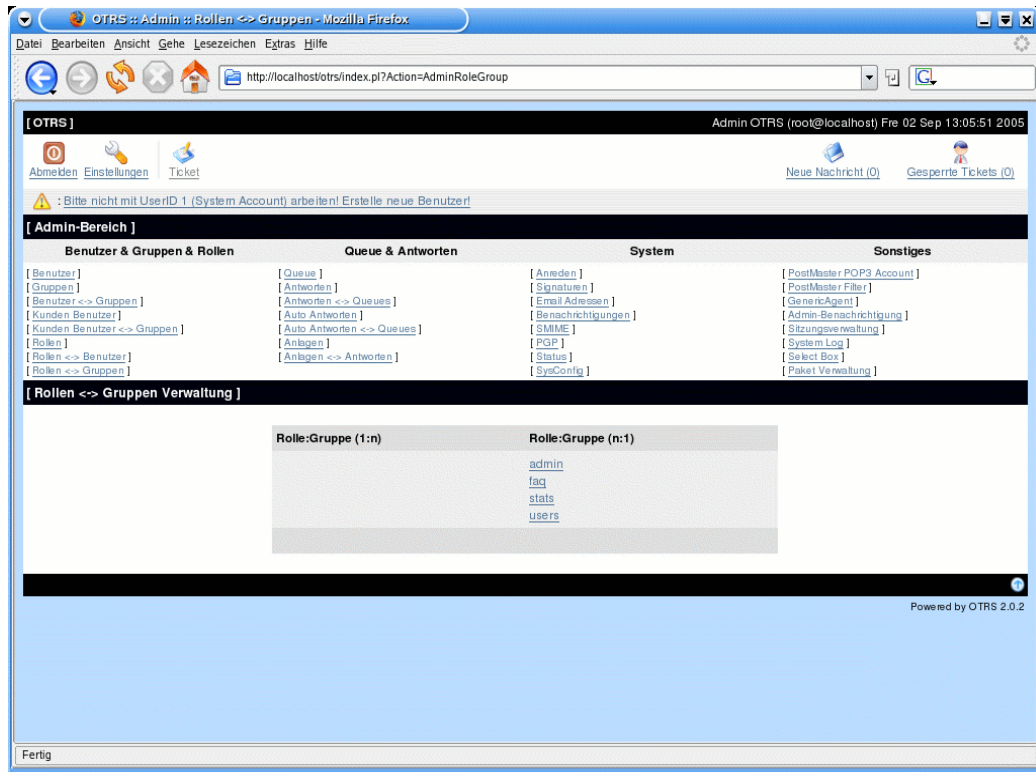 OTRS :: Admin :: Rollen <-> Gruppen - Mozilla Firefox
Datei Bearbeiten Ansicht Gehe Lesezeichen Extras Hilfe
http://localhost/otrs/index.pl?Action=AdminRoleGroup
G
[ OTRS ] Admin OTRS (root@localhost) Fre 02 Sep 13:05:51 2005
Abmelden Einstellungen Ticket Neue Nachricht (0) Gesperrte Tickets (0)
: Bitte nicht mit UserID 1 (System Account) arbeiten! Erstelle neue Benutzer!
[ Admin-Bereich ]
Benutzer & Gruppen & Rollen Queue & Antworten System Sonstiges
[ Benutzer ] [ Queue ] [ Anreden ] [ PostMaster POP3 Account ]
[ Gruppen ] [ Antworten ] [ Signaturen ] [ PostMaster Filter ]
[ Benutzer <-> Gruppen ] [ Antworten <-> Queues ] [ Email Adressen ] [ GenericAgent ]
[ Kunden Benutzer ] [ Auto Antworten ] [ Benachrichtigungen ] [ Admin-Benachrichtigung ]
[ Kunden Benutzer <-> Gruppen ] [ Auto Antworten <-> Queues ] [ SMIME ] [ Sitzungsverwaltung ]
[ Rollen ] [ Anlagen ] [ PGP ] [ System Log ]
[ Rollen <-> Benutzer ] [ Anlagen <-> Antworten ] [ Status ] [ Select Box ]
[ Rollen <-> Gruppen ] [ SysConfig ] [ Paket Verwaltung ]
[ Rollen <-> Gruppen Verwaltung ]
Rolle:Gruppe (1:n) Rolle:Gruppe (n:1)
admin
faq
stats
users
Powered by OTRS 2.0.2
Fertig